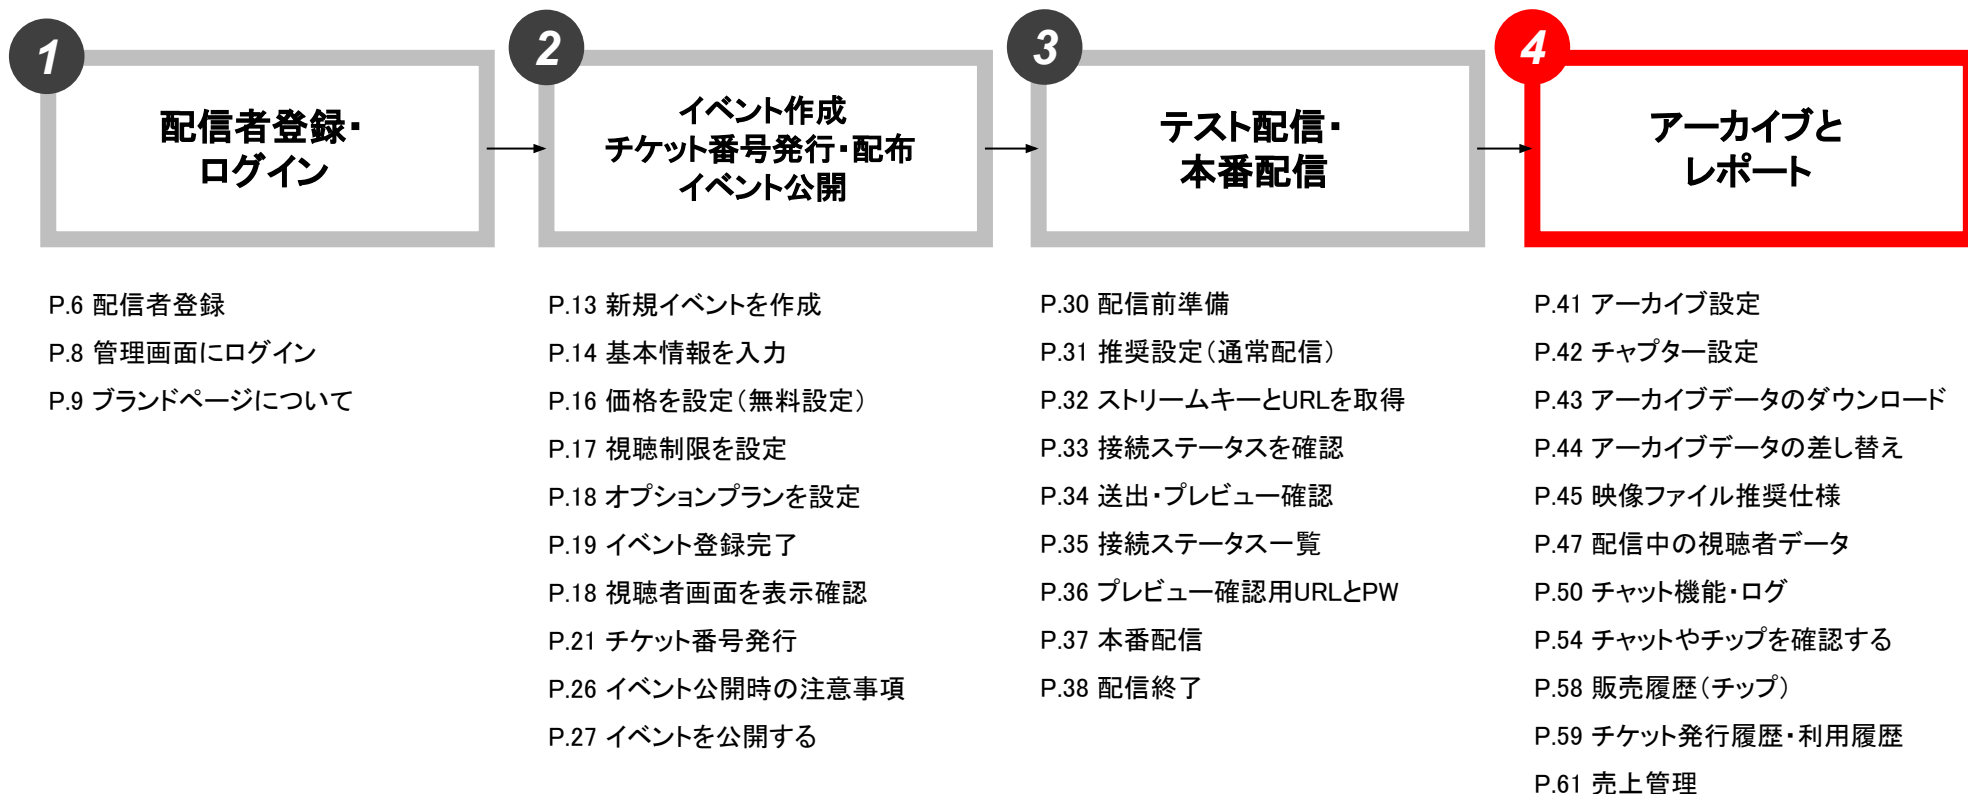 1
配信者登録・
ログイン
P.6 配信者登録
P.8 管理画面にログイン
P.9 ブランドページについて
2
イベント作成
チケット番号発行・配布
イベント公開
P.13 新規イベントを作成
P.14 基本情報を入力
P.16 価格を設定（無料設定）
P.17 視聴制限を設定
P.18 オプションプランを設定
P.19 イベント登録完了
P.18 視聴者画面を表示確認
P.21 チケット番号発行
P.26 イベント公開時の注意事項
P.27 イベントを公開する
3
テスト配信・
本番配信
P.30 配信前準備
P.31 推奨設定（通常配信）
P.32 ストリームキーとURLを取得
P.33 接続ステータスを確認
P.34 送出・プレビュー確認
P.35 接続ステータス一覧
P.36 プレビュー確認用URLとPW
P.37 本番配信
P.38 配信終了
4
アーカイブと
レポート
P.41 アーカイブ設定
P.42 チャプター設定
P.43 アーカイブデータのダウンロード
P.44 アーカイブデータの差し替え
P.45 映像ファイル推奨仕様
P.47 配信中の視聴者データ
P.50 チャット機能・ログ
P.54 チャットやチップを確認する
P.58 販売履歴（チップ）
P.59 チケット発行履歴・利用履歴
P.61 売上管理